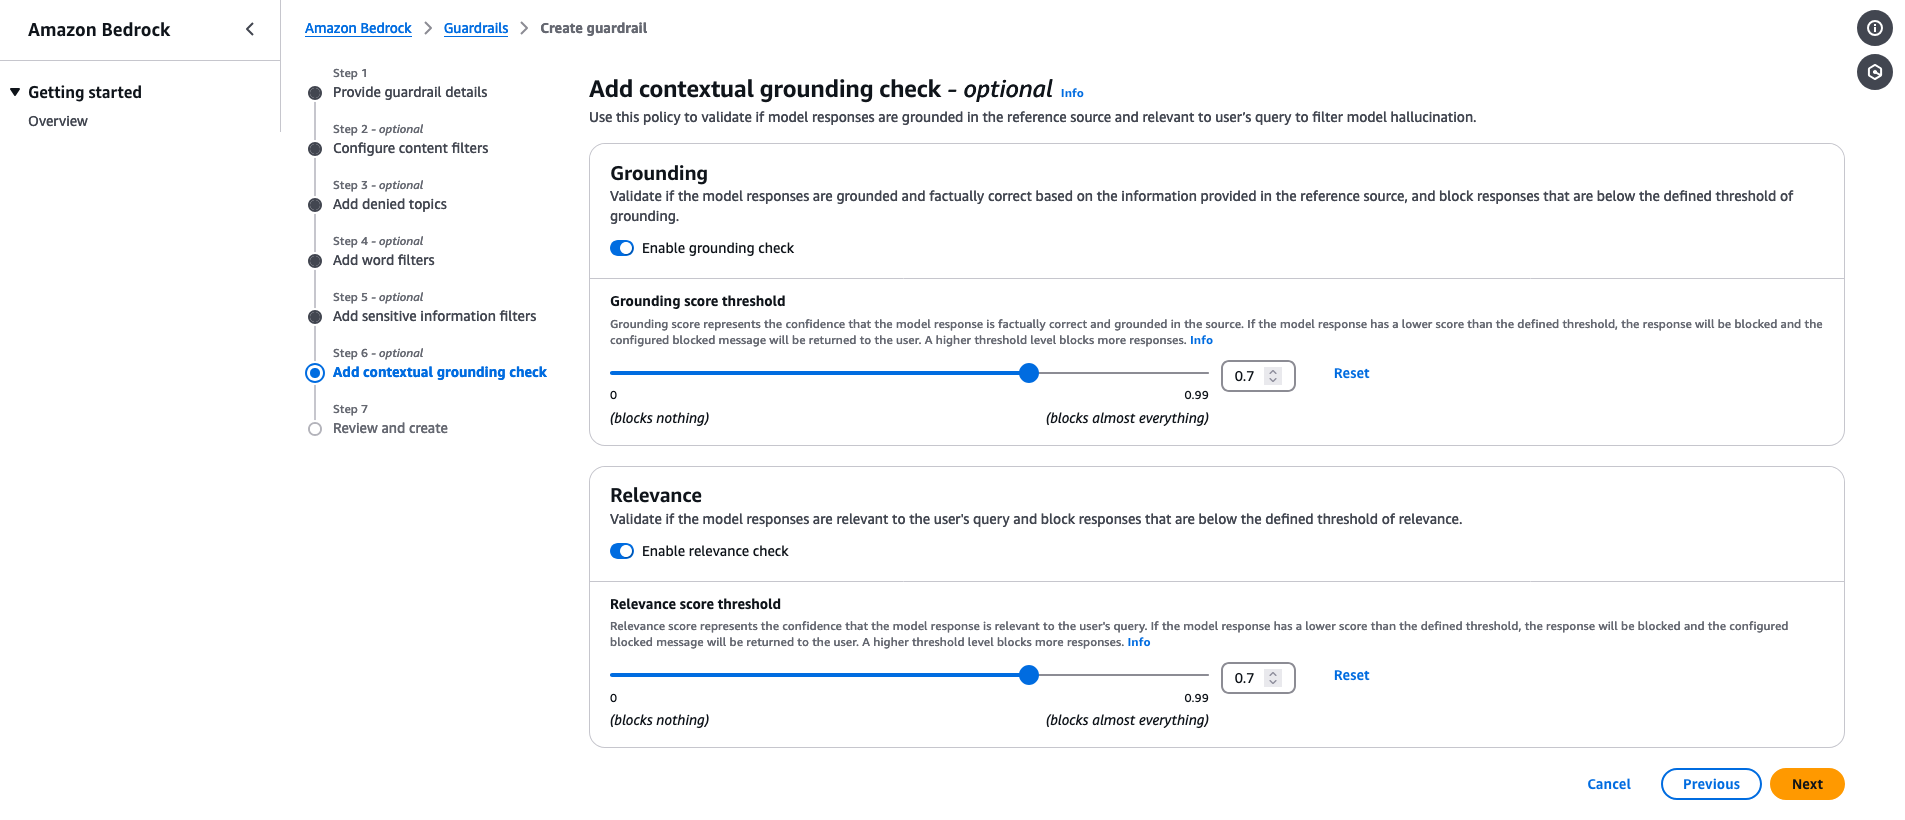 Amazon Bedrock
Getting started
Overview
Amazon Bedrock > Guardrails > Create guardrail
Step 1
Provide guardrail details
Step 2 - optional
Configure content filters
Step 3 - optional
Add denied topics
Step 4 - optional
Add word filters
Step 5 - optional
Add sensitive information filters
Step 6 - optional
Add contextual grounding check
Step 7
Review and create
Add contextual grounding check - optional Info
Use this policy to validate if model responses are grounded in the reference source and relevant to user’s query to filter model hallucination.
Grounding
Validate if the model responses are grounded and factually correct based on the information provided in the reference source, and block responses that are below the defined threshold of
grounding.
Enable grounding check
Grounding score threshold
Grounding score represents the confidence that the model response is factually correct and grounded in the source. If the model response has a lower score than the defined threshold, the response will be blocked and the
configured blocked message will be returned to the user. A higher threshold level blocks more responses. Info
0.7 Reset
0 0.99
(blocks nothing) (blocks almost everything)
Relevance
Validate if the model responses are relevant to the user's query and block responses that are below the defined threshold of relevance.
Enable relevance check
Relevance score threshold
Relevance score represents the confidence that the model response is relevant to the user's query. If the model response has a lower score than the defined threshold, the response will be blocked and the configured
blocked message will be returned to the user. A higher threshold level blocks more responses. Info
0.7 Reset
0 0.99
(blocks nothing) (blocks almost everything)
Cancel Previous Next